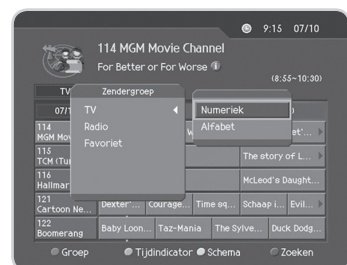 9:15 07/10
114 MGM Movie Channel
For Better or For Worse
(8:55~10:30)
TV Zendergroep
07/1
TV Numeriek
Radio Alfabet
Favoriet
114
MGM Mov
et'...
115
TCM (Tu
The story of L...
116
Hallmar
McLeod's Daught...
121
Cartoon Ne... Dexter'... Courage... Time sq... Schaap i... Evil...
122
Boomerang Baby Loon... Taz-Mania The Sylve... Duck Dodg...
Groep Tijdindicator Schema Zoeken